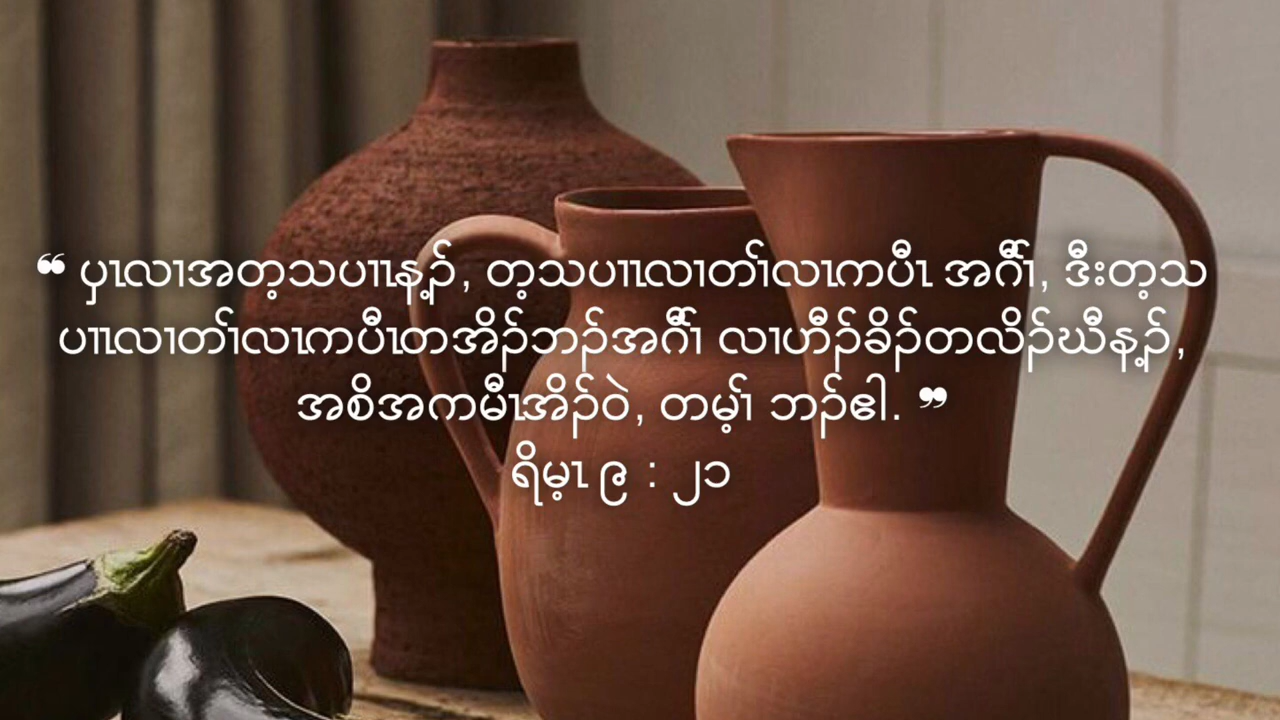 ❝ ပှၤလၢအတ့သပၢၤန့ၣ်, တ့သပၢၤလၢတၢ်လၤကပီၤ အဂီၢ်, ဒီးတ့သ
ပၢၤလၢတၢ်လၤကပီၤတအိၣ်ဘၣ်အဂီၢ် လၢဟီၣ်ခိၣ်တလိၣ်ဃီန့ၣ်,
အစိအကမီၤအိၣ်ဝဲ, တမ့ၢ် ဘၣ်ဧါ. ❞
ရိမ့ၤ ၉ : ၂၁